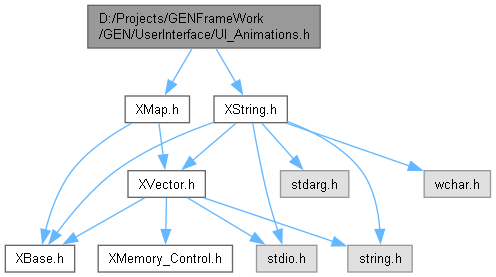 D:/Projects/GENFrameWork
/GEN/UserInterface/UI_Animations.h
XMap.h
XString.h
XVector.h
stdarg.h
wchar.h
XBase.h
XMemory_Control.h
stdio.h
string.h